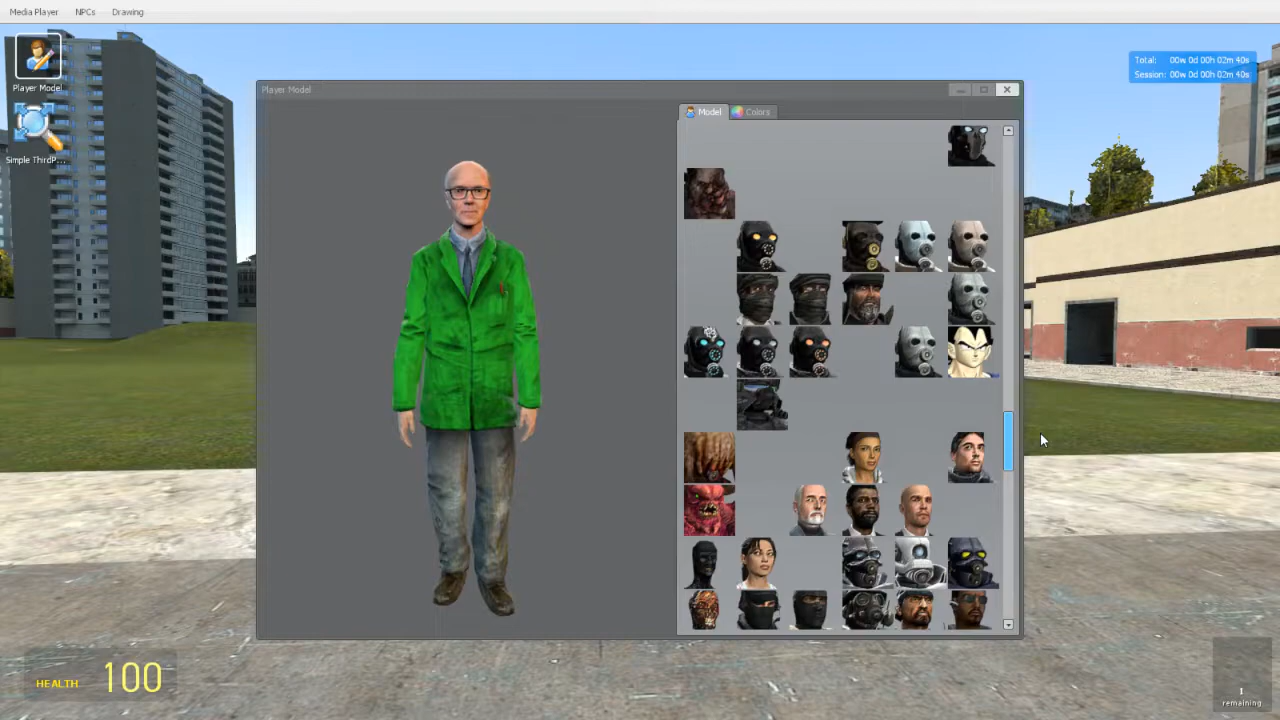 Media Player
NPCs
Drawing
Player Model
Simple ThirdP...
Player Model
Model
Colors
Total: 00w 0d 00h 02m 40s
Session: 00w 0d 00h 02m 40s
HEALTH 100
1
remaining